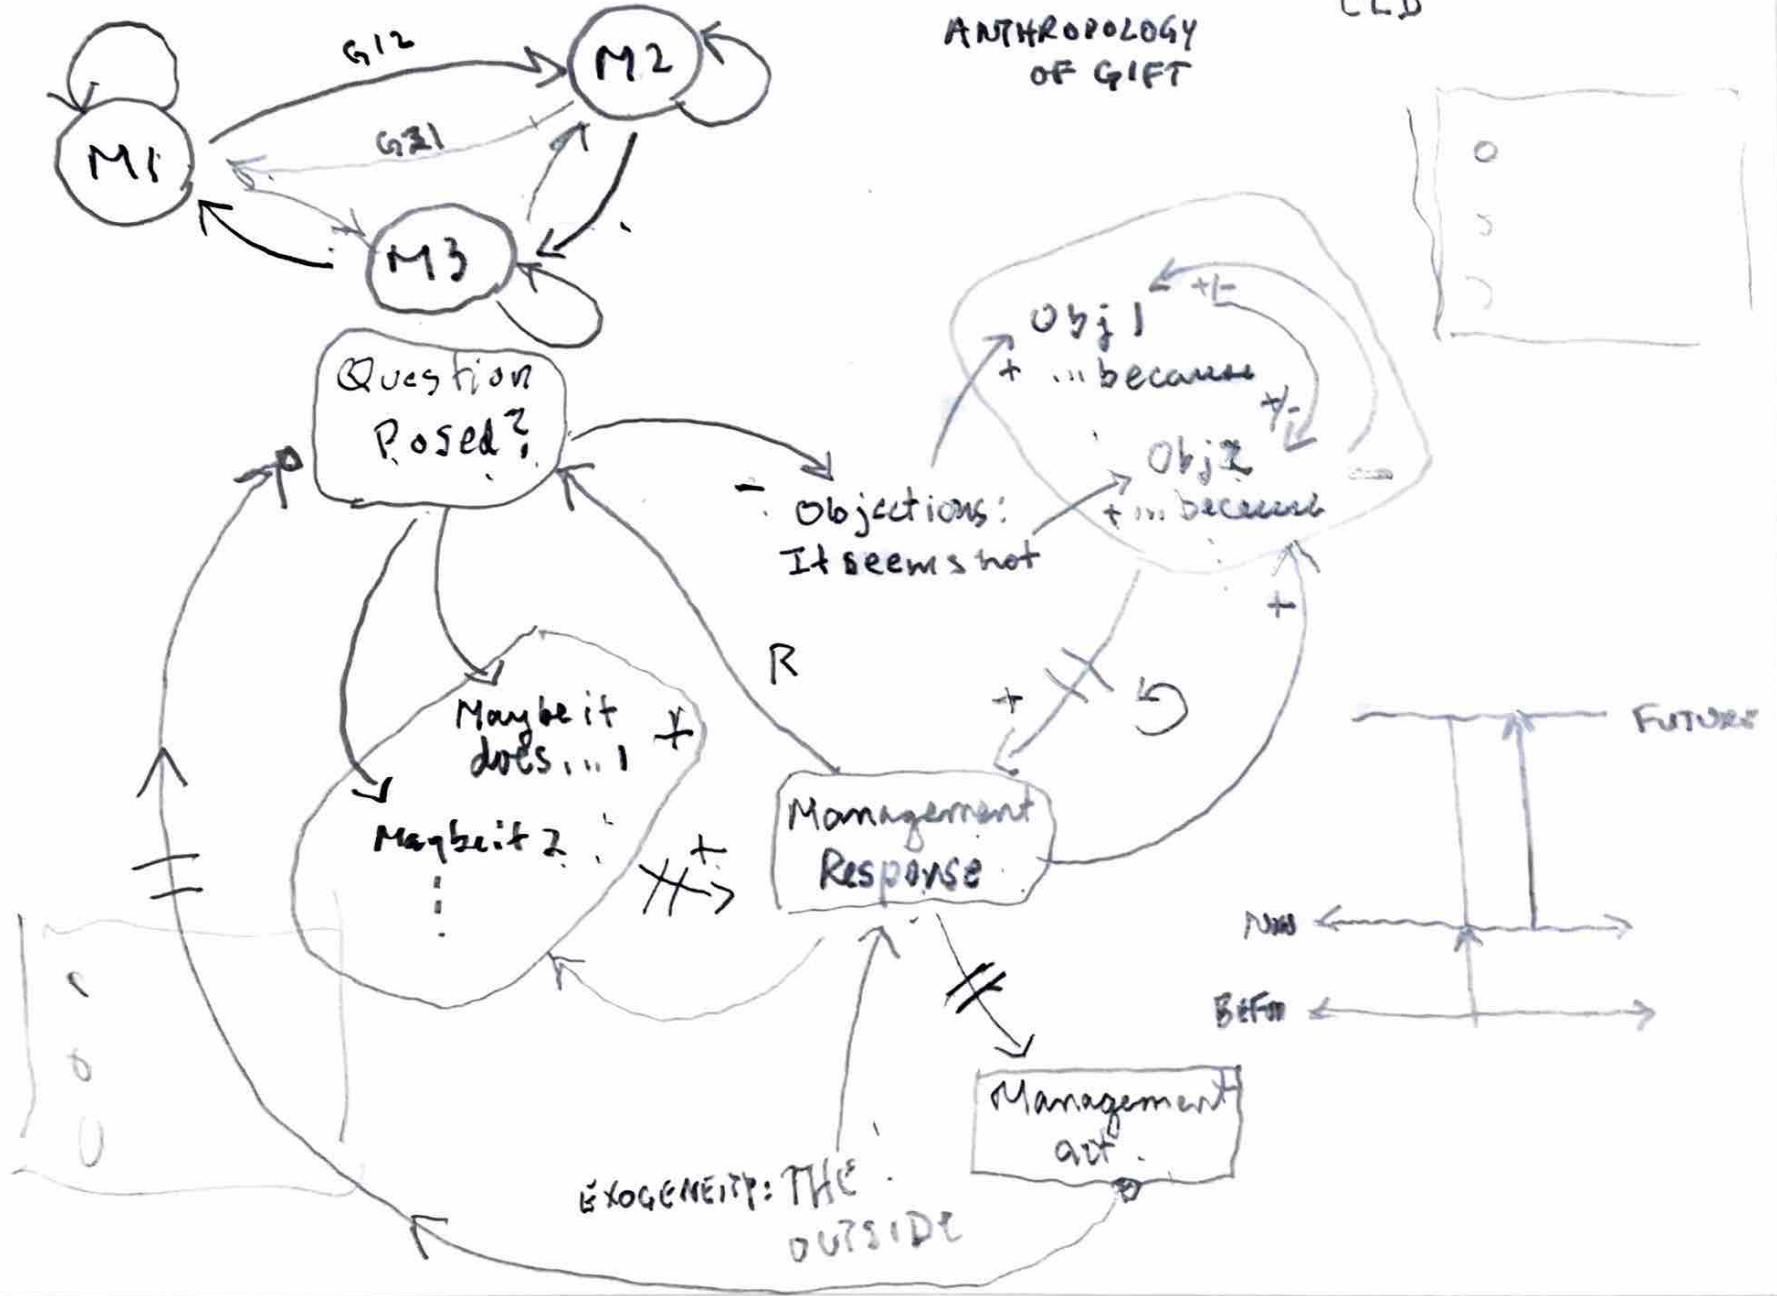 ANTHROPOLOGY
OF GIFT
CLD
M1
G12
M2
G21
M3
Question
Posed?
-
Objections:
It seems not
+/-
Obj 1
+ ... because
+/-
Obj 2
+ ... because
-
+
R
+
Maybe it
does... 1
+
Maybe it 2
+
Management
Response
FUTURE
Now
Management
act.
EXOGENEITY: THE
OUTSIDE